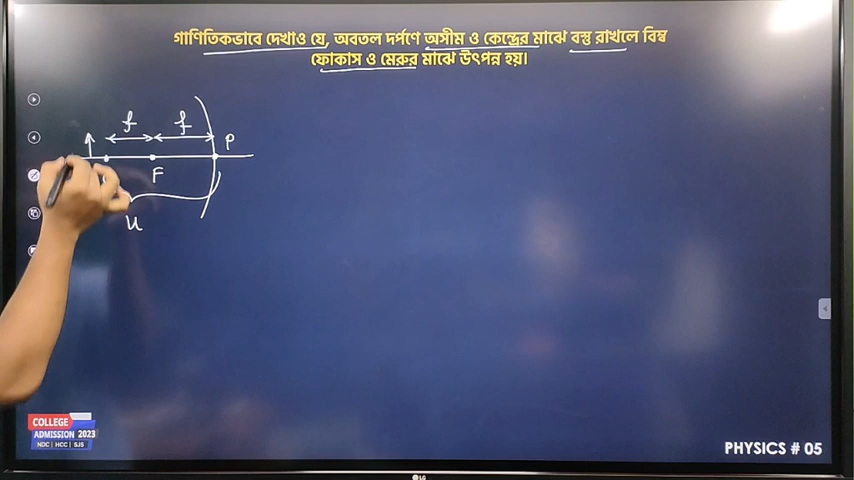 গাণিতিকভাবে দেখাও যে, অবতল দর্পণে অসীম ও কেন্দ্রের মাঝে বস্তু রাখলে বিম্ব
ফোকাস ও মেরুর মাঝে উৎপন্ন হয়।
f f P
F
u
COLLEGE
ADMISSION 2023
NDC | HCC | SJS
PHYSICS # 05
LG